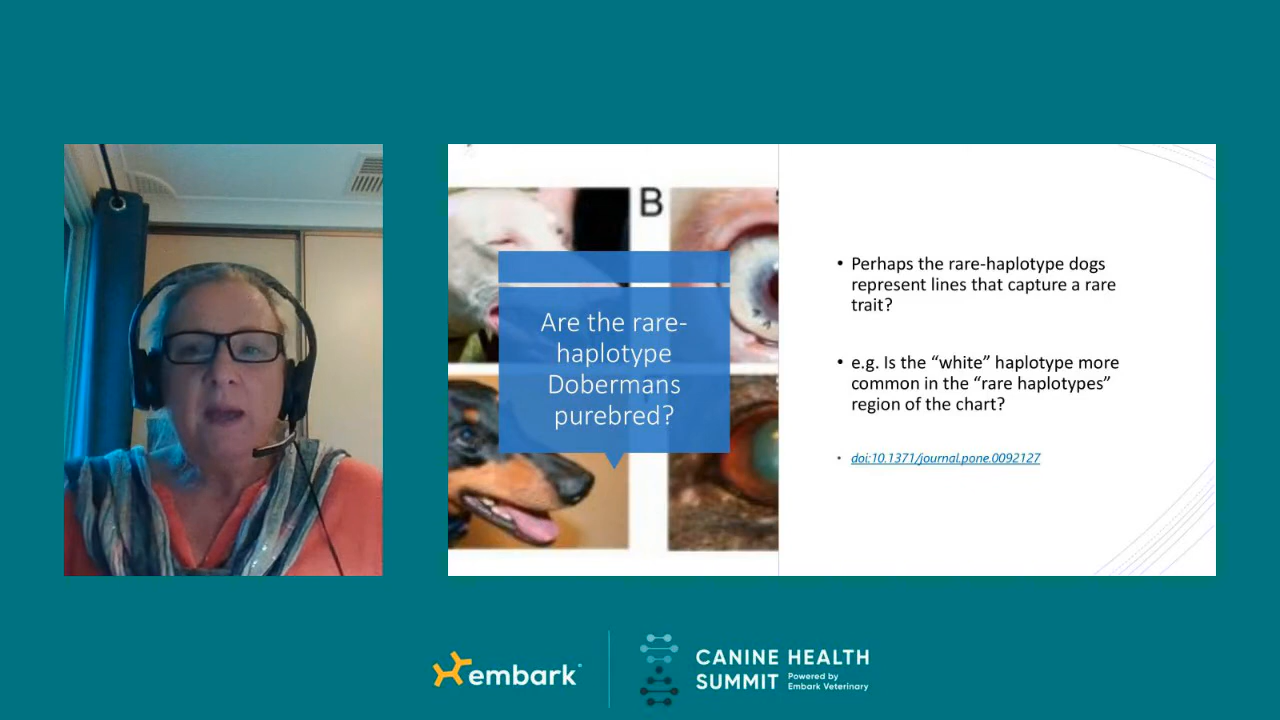 B
Are the rare-
haplotype
Dobermans
purebred?
• Perhaps the rare-haplotype dogs
represent lines that capture a rare
trait?
• e.g. Is the “white” haplotype more
common in the “rare haplotypes”
region of the chart?
• doi:10.1371/journal.pone.0092127
embark
CANINE HEALTH
SUMMIT Powered by
Embark Veterinary